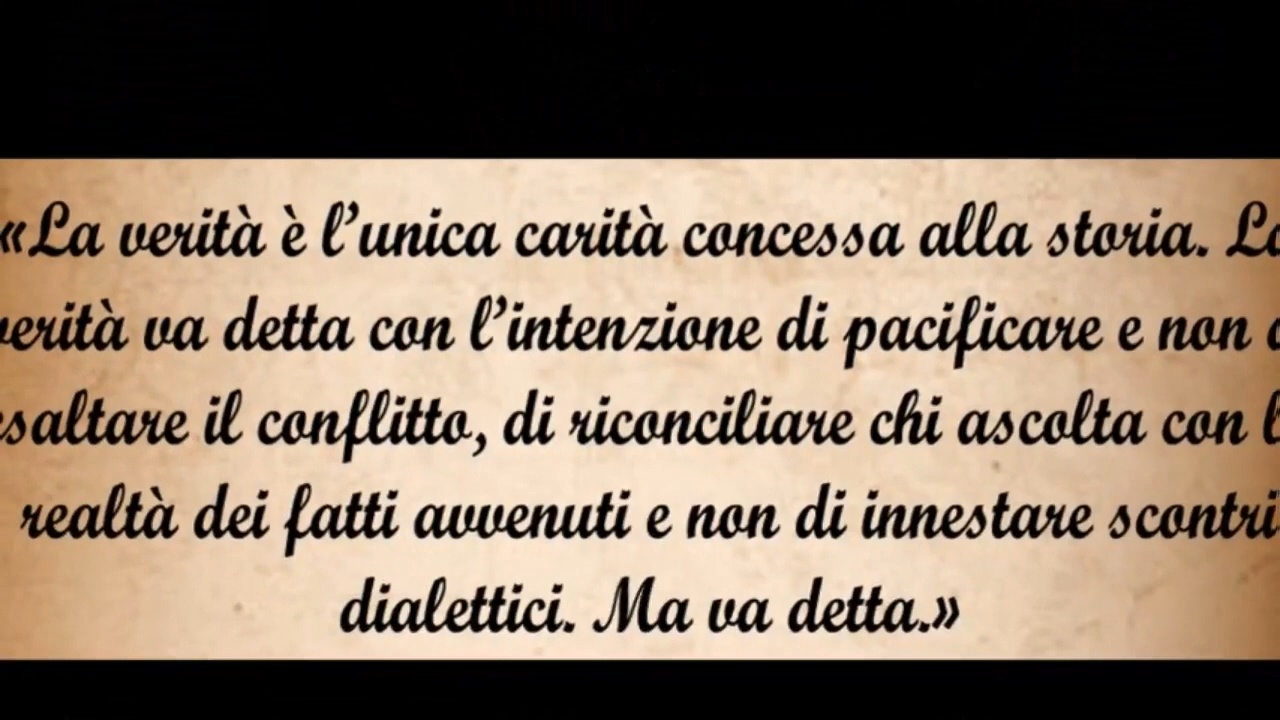 «La verità è l’unica carità concessa alla storia. La
verità va detta con l’intenzione di pacificare e non
esaltare il conflitto, di riconciliare chi ascolta con
realtà dei fatti avvenuti e non di innestare scontri
dialettici. Ma va detta.»